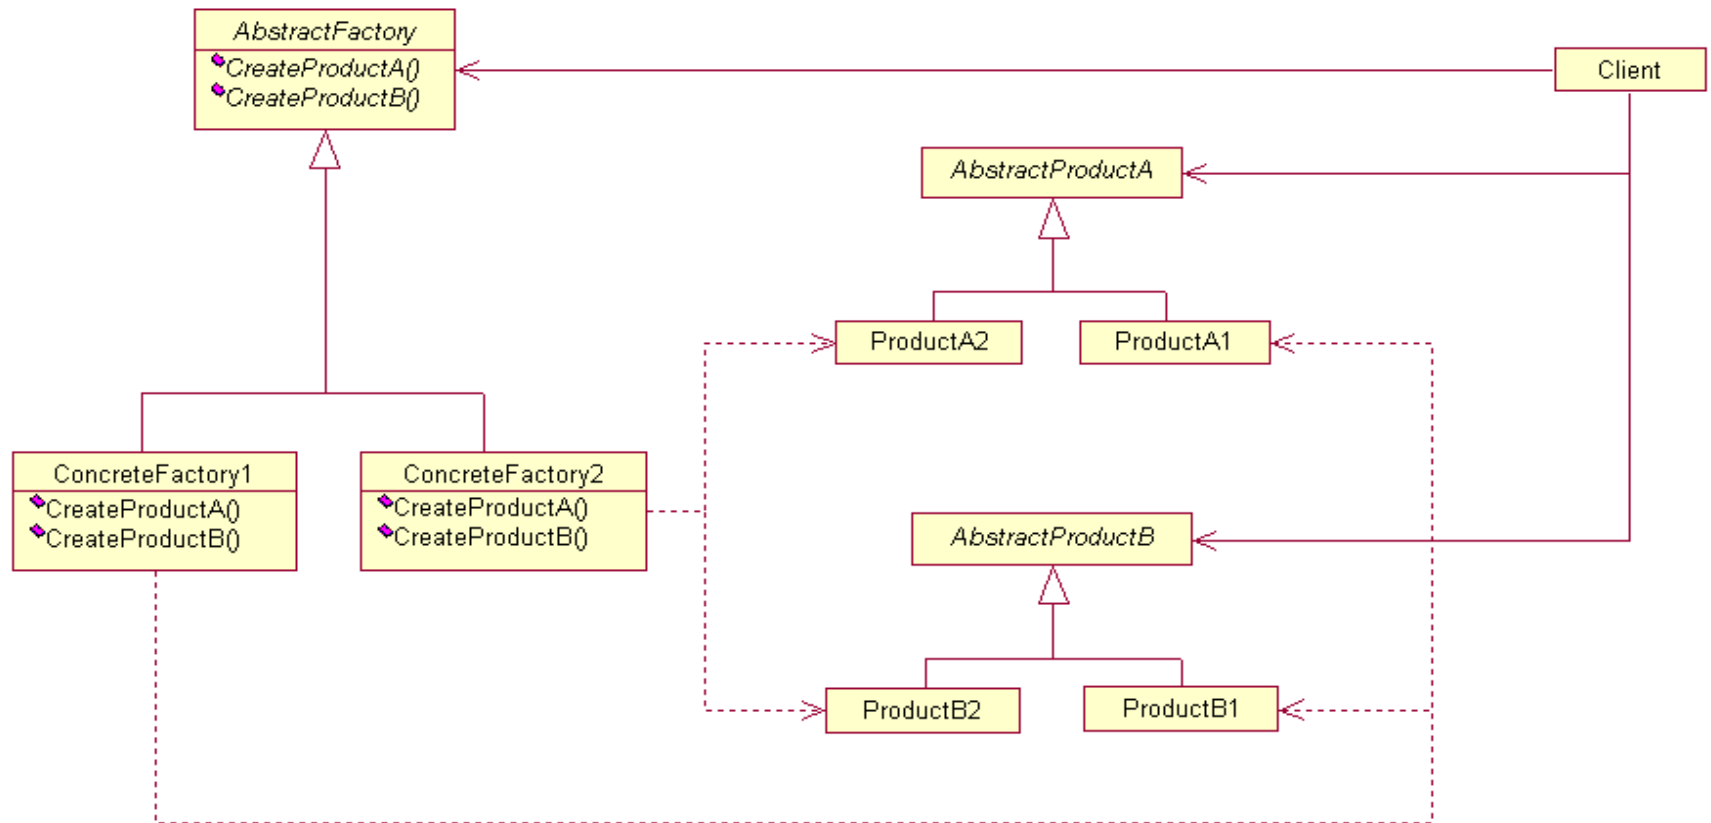 AbstractFactory
CreateProductA()
CreateProductB()
Client
AbstractProductA
ProductA2
ProductA1
ConcreteFactory1
CreateProductA()
CreateProductB()
ConcreteFactory2
CreateProductA()
CreateProductB()
AbstractProductB
ProductB2
ProductB1